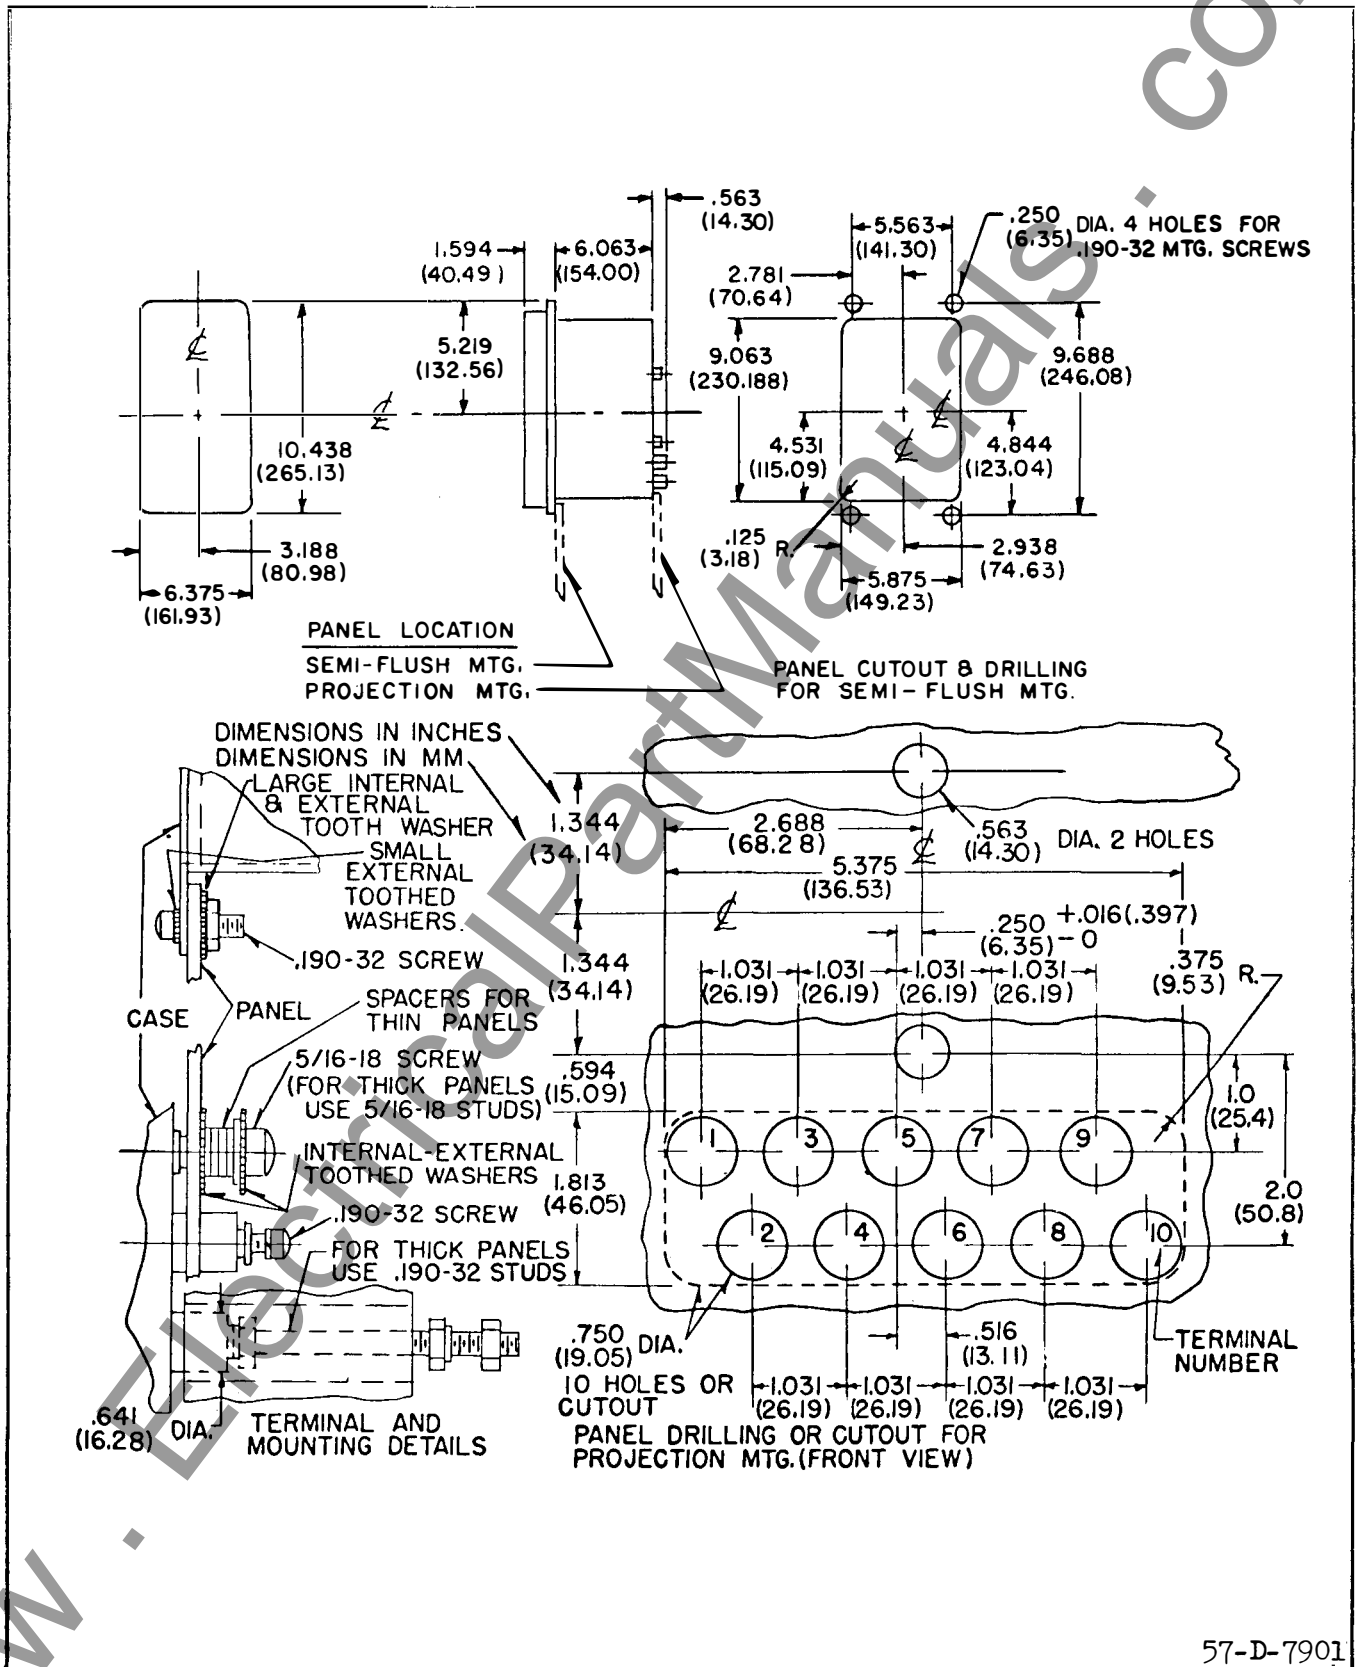 .563
(14.30)
1.594
(40.49)
6.063
(154.00)
5.219
(132.56)
10.438
(265.13)
3.188
(80.98)
6.375
(161.93)
℄
℄
5.563
(141.30)
.250
(6.35)
DIA. 4 HOLES FOR
.190-32 MTG. SCREWS
2.781
(70.64)
9.063
(230.188)
9.688
(246.08)
4.531
(115.09)
℄
℄
4.844
(123.04)
.125
(3.18) R.
2.938
(74.63)
5.875
(149.23)
PANEL LOCATION
SEMI-FLUSH MTG.
PROJECTION MTG.
PANEL CUTOUT & DRILLING
FOR SEMI-FLUSH MTG.
DIMENSIONS IN INCHES
DIMENSIONS IN MM
LARGE INTERNAL
& EXTERNAL
TOOTH WASHER
SMALL
EXTERNAL
TOOTHED
WASHERS.
.190-32 SCREW
CASE
PANEL
SPACERS FOR
THIN PANELS
5/16-18 SCREW
(FOR THICK PANELS
USE 5/16-18 STUDS)
INTERNAL-EXTERNAL
TOOTHED WASHERS
.190-32 SCREW
FOR THICK PANELS
USE .190-32 STUDS
.641
(16.28) DIA.
TERMINAL AND
MOUNTING DETAILS
1.344
(34.14)
1.344
(34.14)
.594
(15.09)
1.813
(46.05)
2.688
(68.28)
℄
.563
(14.30) DIA. 2 HOLES
5.375
(136.53)
℄
.250 +.016(.397)
(6.35) -0
1.031 1.031 1.031 1.031
(26.19) (26.19) (26.19) (26.19)
.375
(9.53) R.
1.0
(25.4)
2.0
(50.8)
1 3 5 7 9
2 4 6 8 10
.750
(19.05) DIA.
10 HOLES OR
CUTOUT
.516
(13.11)
TERMINAL
NUMBER
1.031 1.031 1.031 1.031
(26.19) (26.19) (26.19) (26.19)
PANEL DRILLING OR CUTOUT FOR
PROJECTION MTG.(FRONT VIEW)
57-D-7901
w . ElectricalPartManuals . co